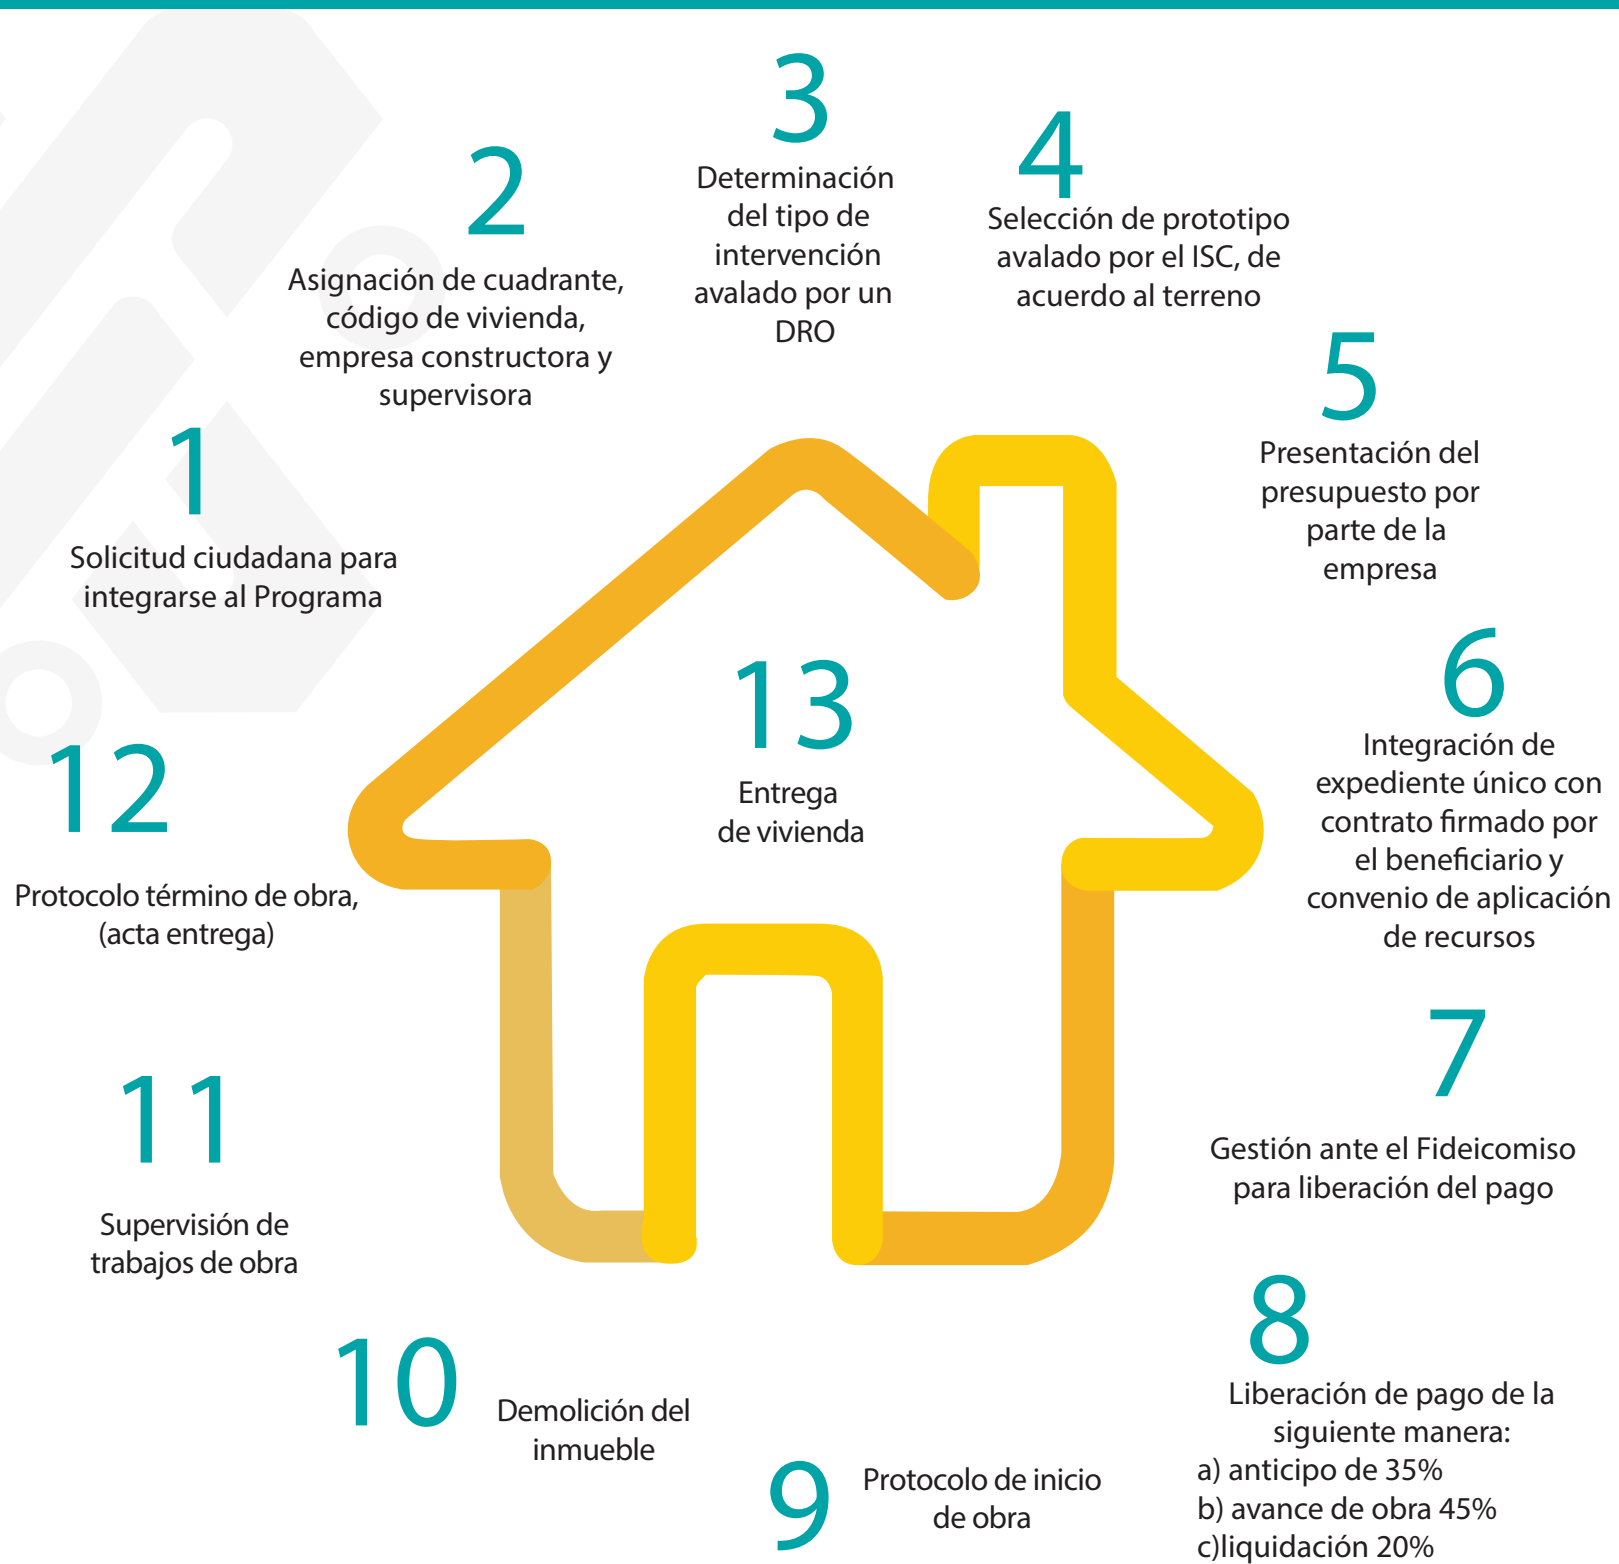 1
Solicitud ciudadana para
integrarse al Programa
2
Asignación de cuadrante,
código de vivienda,
empresa constructora y
supervisora
3
Determinación
del tipo de
intervención
avalado por un
DRO
4
Selección de prototipo
avalado por el ISC, de
acuerdo al terreno
5
Presentación del
presupuesto por
parte de la
empresa
6
Integración de
expediente único con
contrato firmado por
el beneficiario y
convenio de aplicación
de recursos
7
Gestión ante el Fideicomiso
para liberación del pago
8
Liberación de pago de la
siguiente manera:
a) anticipo de 35%
b) avance de obra 45%
c)liquidación 20%
9
Protocolo de inicio
de obra
10
Demolición del
inmueble
11
Supervisión de
trabajos de obra
12
Protocolo término de obra,
(acta entrega)
13
Entrega
de vivienda